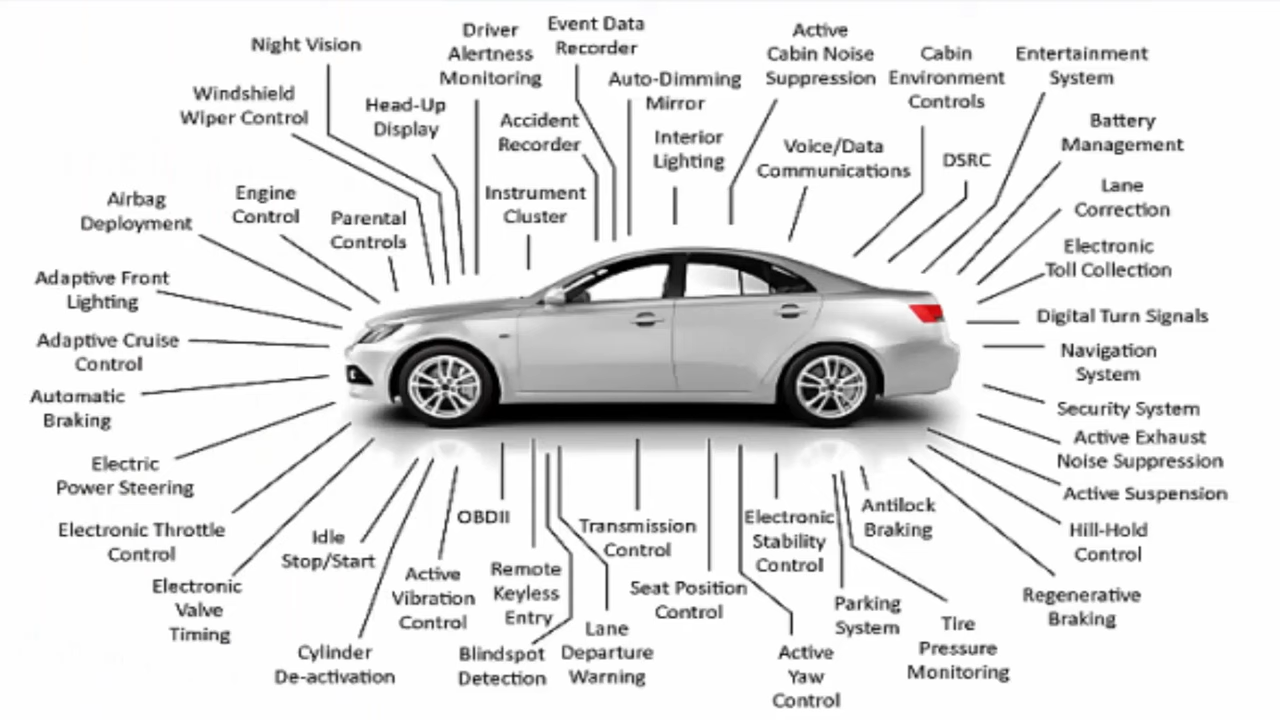 Night Vision
Driver
Alertness
Monitoring
Event Data
Recorder
Active
Cabin Noise
Suppression
Cabin
Environment
Controls
Entertainment
System
Windshield
Wiper Control
Head-Up
Display
Accident
Recorder
Auto-Dimming
Mirror
Interior
Lighting
Voice/Data
Communications
DSRC
Battery
Management
Airbag
Deployment
Engine
Control
Parental
Controls
Instrument
Cluster
Lane
Correction
Electronic
Toll Collection
Adaptive Front
Lighting
Digital Turn Signals
Adaptive Cruise
Control
Navigation
System
Automatic
Braking
Security System
Active Exhaust
Noise Suppression
Electric
Power Steering
Active Suspension
Electronic Throttle
Control
Idle
Stop/Start
OBDII
Transmission
Control
Electronic
Stability
Control
Antilock
Braking
Hill-Hold
Control
Electronic
Valve
Timing
Active
Vibration
Control
Remote
Keyless
Entry
Seat Position
Control
Parking
System
Regenerative
Braking
Cylinder
De-activation
Blindspot
Detection
Lane
Departure
Warning
Active
Yaw
Control
Tire
Pressure
Monitoring